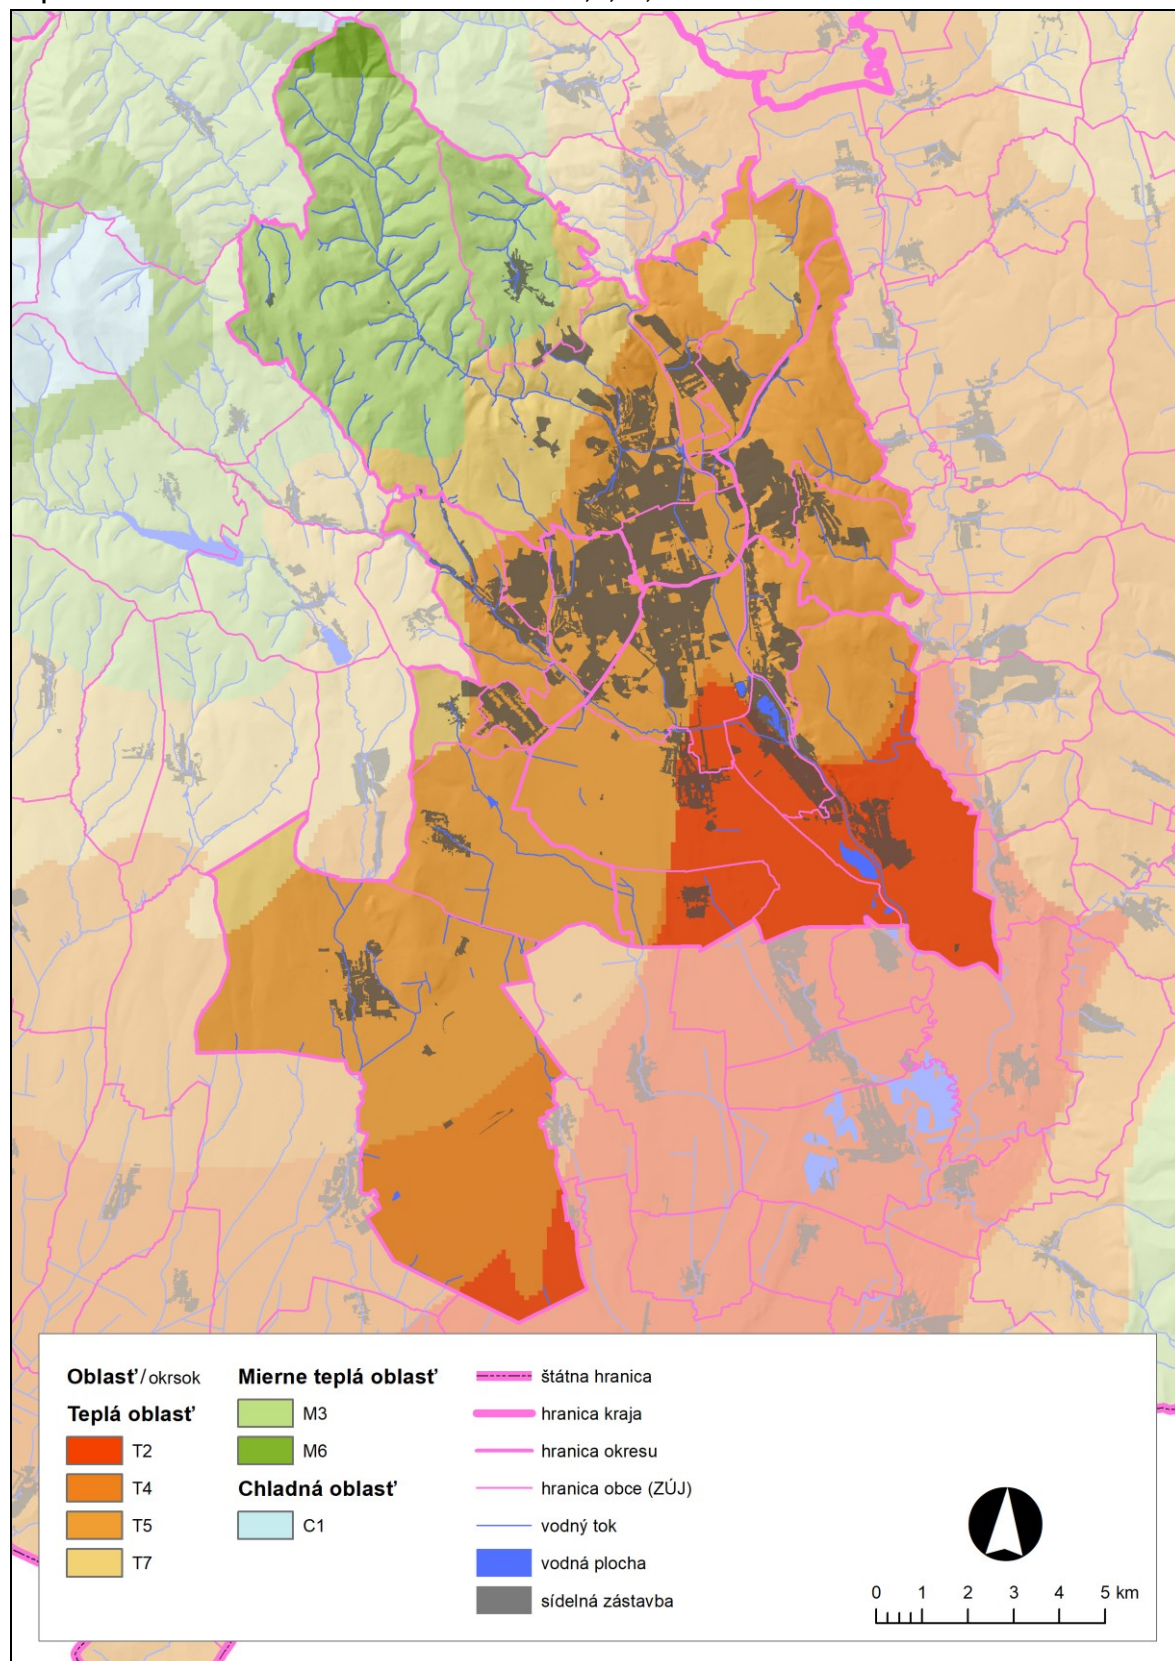 Oblasť/okrsok
Teplá oblasť
T2
T4
T5
T7
Mierne teplá oblasť
M3
M6
Chladná oblasť
C1
štátna hranica
hranica kraja
hranica okresu
hranica obce (ZÚJ)
vodný tok
vodná plocha
sídelná zástavba
0 1 2 3 4 5 km